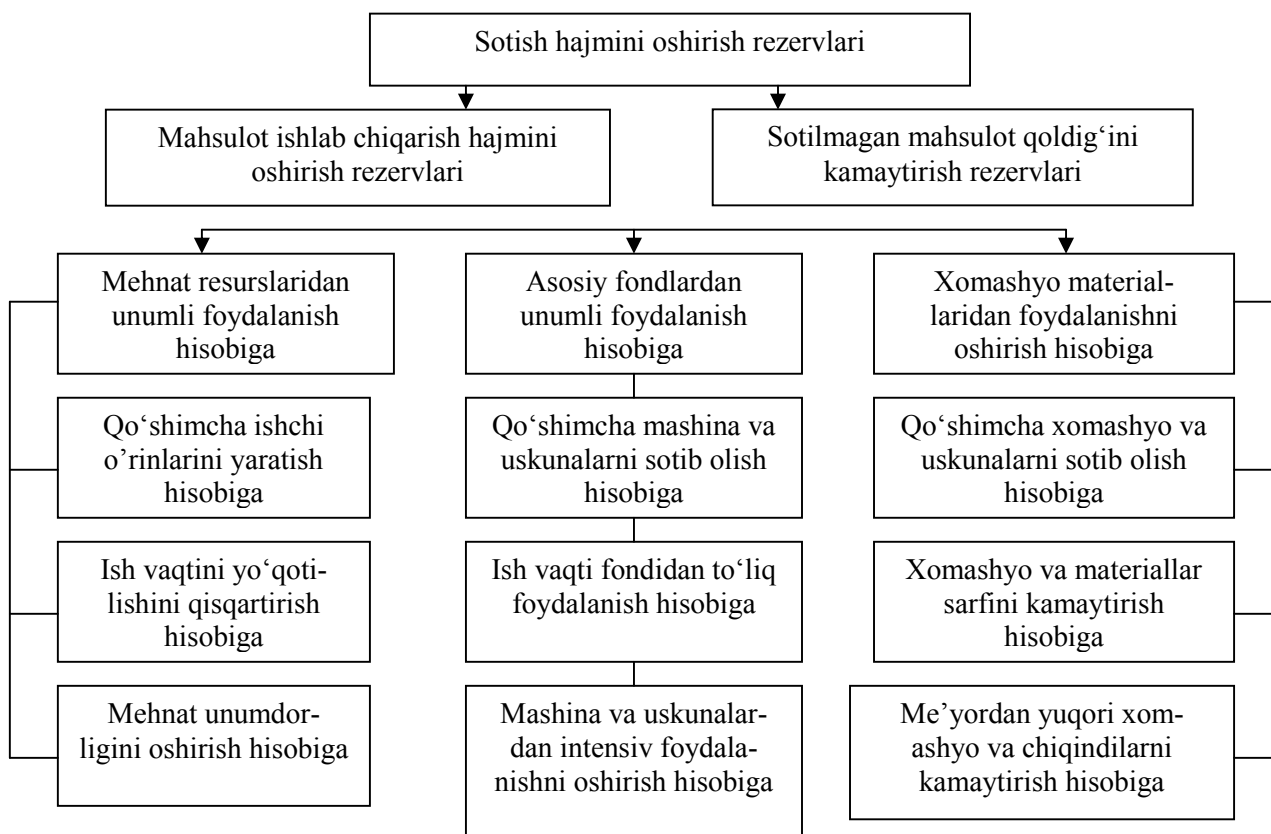 Sotish hajmini oshirish rezervlari
Mahsulot ishlab chiqarish hajmini
oshirish rezervlari
Sotilmagan mahsulot qoldig‘ini
kamaytirish rezervlari
Mehnat resurslaridan
unumli foydalanish
hisobiga
Asosiy fondlardan
unumli foydalanish
hisobiga
Xomashyo material-
laridan foydalanishni
oshirish hisobiga
Qo‘shimcha ishchi
o’rinlarini yaratish
hisobiga
Qo‘shimcha mashina va
uskunalarni sotib olish
hisobiga
Qo‘shimcha xomashyo va
uskunalarni sotib olish
hisobiga
Ish vaqtini yo‘qoti-
lishini qisqartirish
hisobiga
Ish vaqti fondidan to‘liq
foydalanish hisobiga
Xomashyo va materiallar
sarfini kamaytirish
hisobiga
Mehnat unumdor-
ligini oshirish hisobiga
Mashina va uskunalar-
dan intensiv foydala-
nishni oshirish hisobiga
Me’yordan yuqori xom-
ashyo va chiqindilarni
kamaytirish hisobiga